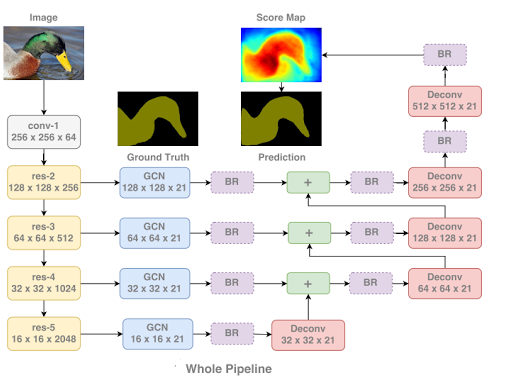 Image
Score Map
BR
Deconv
512 x 512 x 21
conv-1
256 x 256 x 64
BR
Ground Truth
Prediction
res-2
128 x 128 x 256
GCN
128 x 128 x 21
BR
+
BR
Deconv
256 x 256 x 21
res-3
64 x 64 x 512
GCN
64 x 64 x 21
BR
+
BR
Deconv
128 x 128 x 21
res-4
32 x 32 x 1024
GCN
32 x 32 x 21
BR
+
BR
Deconv
64 x 64 x 21
res-5
16 x 16 x 2048
GCN
16 x 16 x 21
BR
Deconv
32 x 32 x 21
Whole Pipeline